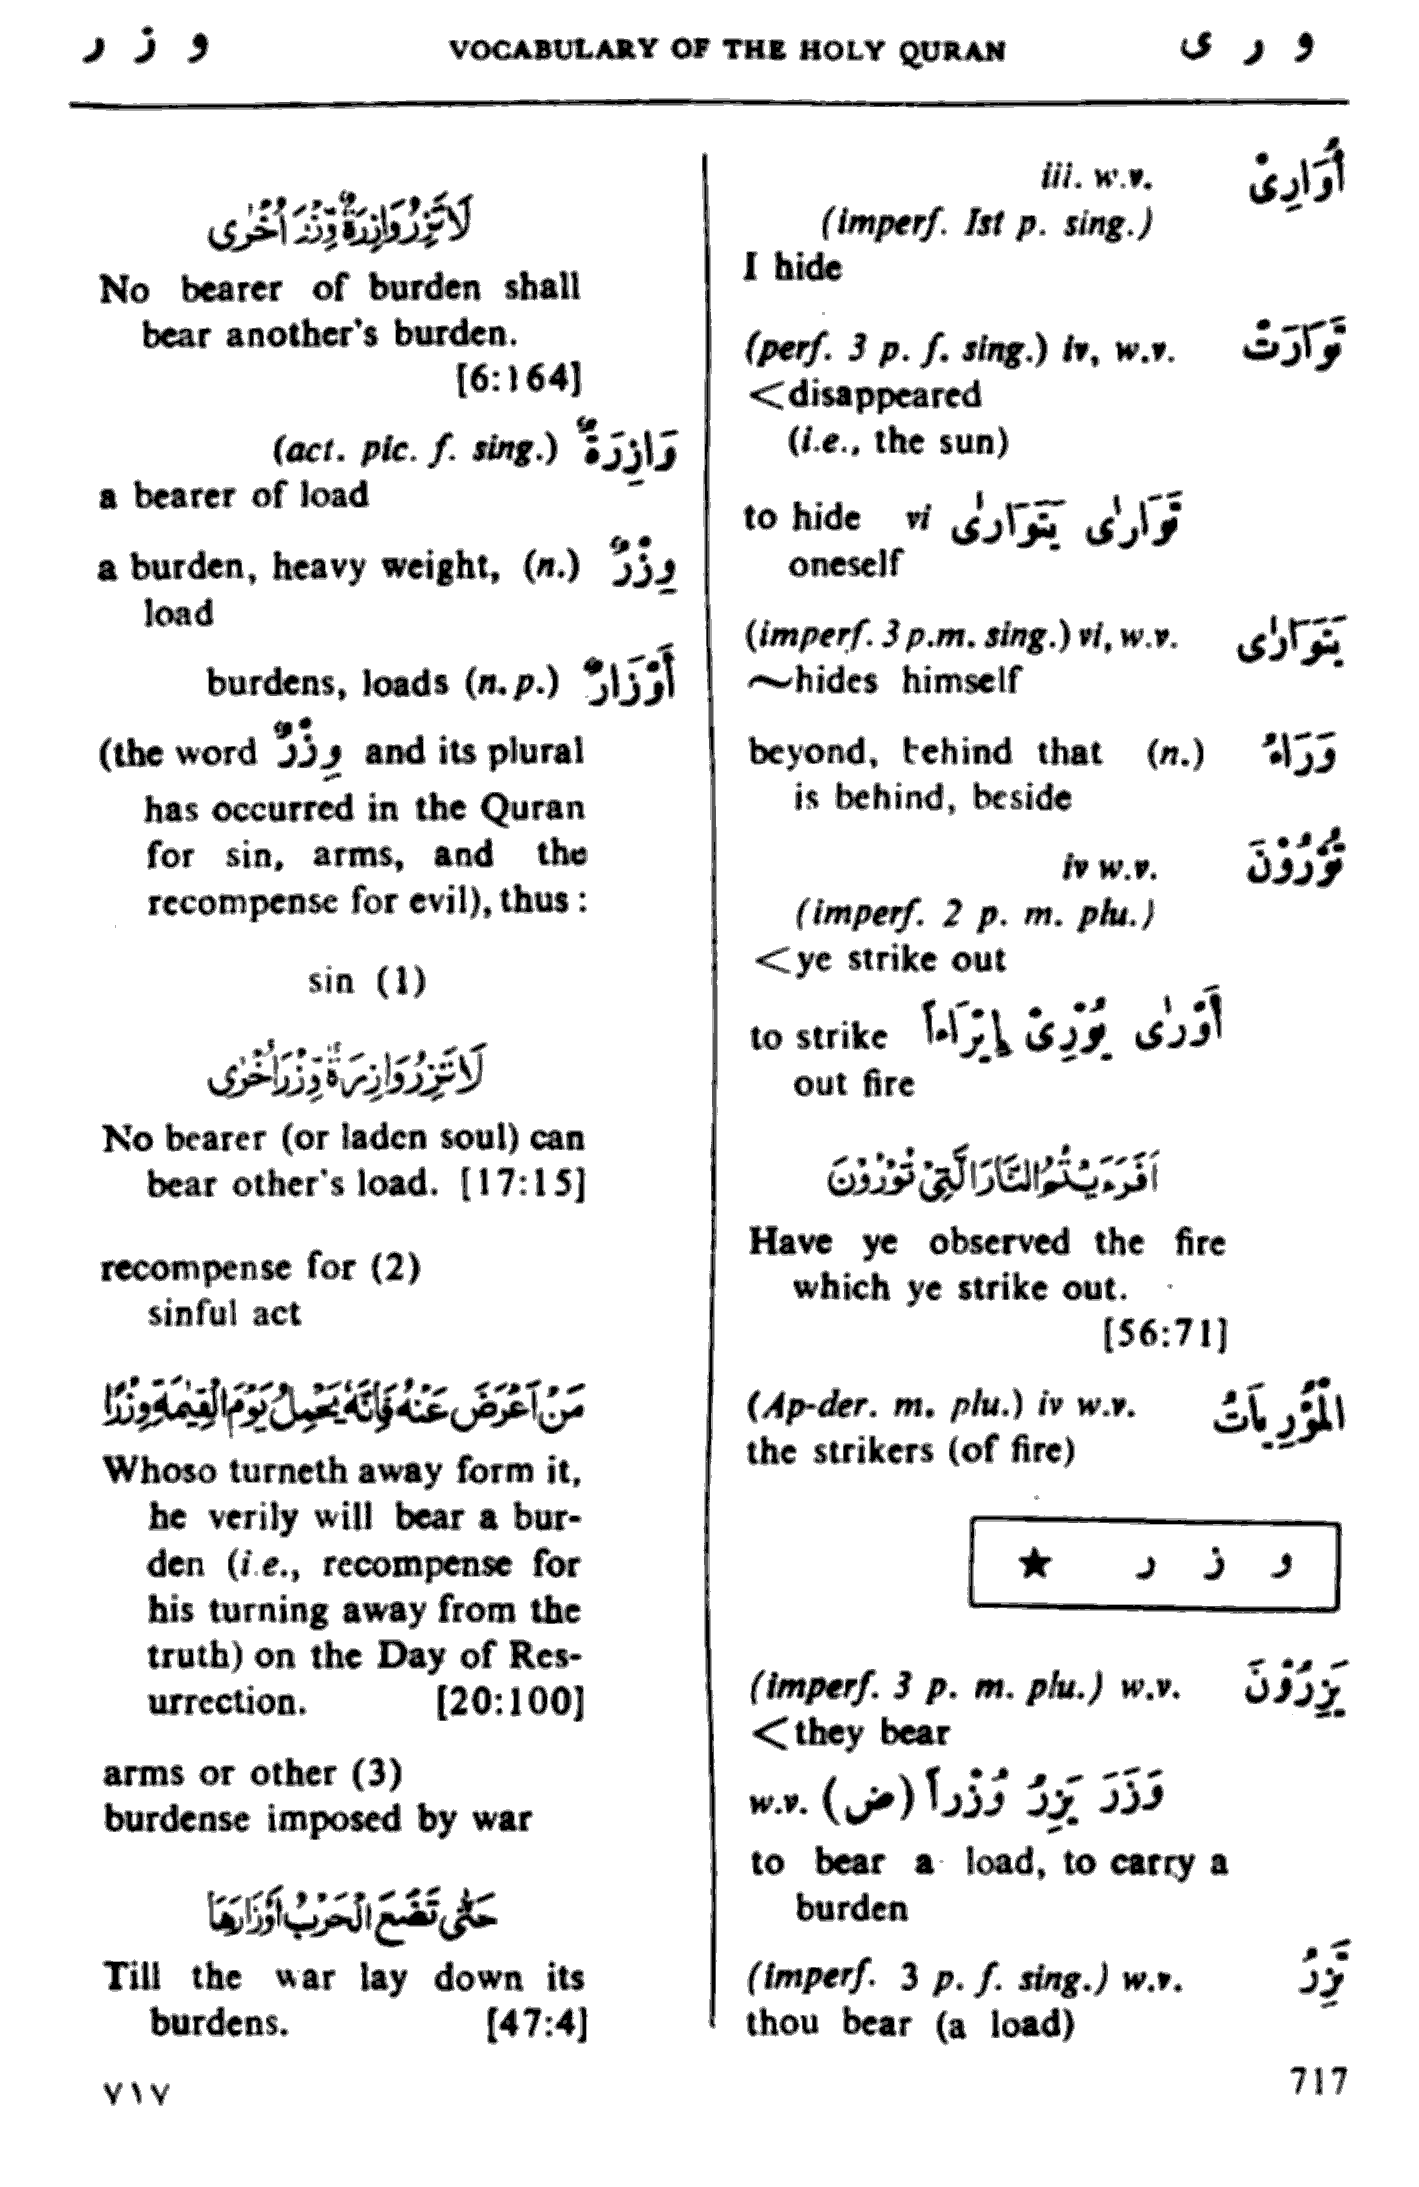 و ر ى VOCABULARY OF THE HOLY QURAN و ز ر
iii. w.v. أُوَارِىْ
(imperf. Ist p. sing.)
I hide
(perf. 3 p. f. sing.) iv, w.v. تَوَارَتْ
<disappeared
(i.e., the sun)
to hide vi تَوَارٰى يَتَوَارٰى
oneself
(imperf. 3 p.m. sing.) vi, w.v. يَتَوَارٰى
~hides himself
beyond, behind that (n.) وَرَاءُ
is behind, beside
iv w.v. تُوْرُوْنَ
(imperf. 2 p. m. plu.)
<ye strike out
to strike أَوْرٰى يُوْرِىْ إِيْرَاءاً
out fire
اَفَرَءَيْتُمُ النَّارَ الَّتِىْ تُوْرُوْنَ
Have ye observed the fire
which ye strike out.
[56:71]
(Ap-der. m. plu.) iv w.v. الْمُوْرِيَاتُ
the strikers (of fire)
و ز ر ★
(imperf. 3 p. m. plu.) w.v. يَزِرُوْنَ
<they bear
w.v. (ض) وَزَرَ يَزِرُ وُزْراً
to bear a load, to carry a
burden
(imperf. 3 p. f. sing.) w.v. تَزِرُ
thou bear (a load)
لَا تَزِرُ وَازِرَةٌ وِّزْرَ اُخْرٰى
No bearer of burden shall
bear another's burden.
[6:164]
(act. pic. f. sing.) وَازِرَةٌ
a bearer of load
a burden, heavy weight, (n.) وِزْرٌ
load
burdens, loads (n. p.) أَوْزَارٌ
(the word وِزْرٌ and its plural
has occurred in the Quran
for sin, arms, and the
recompense for evil), thus :
sin (1)
لَا تَزِرُ وَازِرَةٌ وِّزْرَ اُخْرٰى
No bearer (or laden soul) can
bear other's load. [17:15]
recompense for (2)
sinful act
مَنْ اَعْرَضَ عَنْهُ فَاِنَّهٗ يَحْمِلُ يَوْمَ الْقِيٰمَةِ وِزْرًا
Whoso turneth away form it,
he verily will bear a bur-
den (i.e., recompense for
his turning away from the
truth) on the Day of Res-
urrection. [20:100]
arms or other (3)
burdense imposed by war
حَتّٰى تَضَعَ الْحَرْبُ اَوْزَارَهَا
Till the war lay down its
burdens. [47:4]
٧١٧ 717